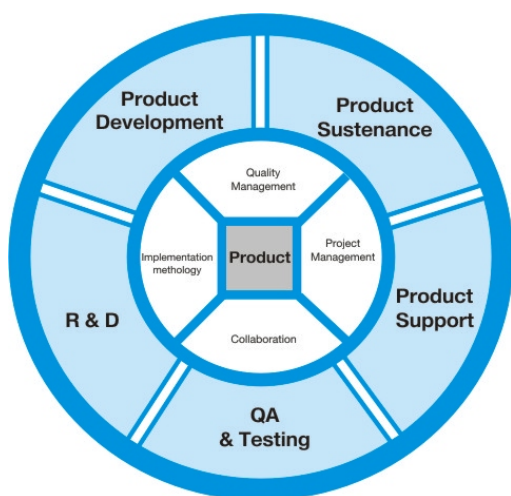 Product
Development
Product
Sustenance
Quality
Management
Implementation
methology
Product
Project
Management
R & D
Product
Support
Collaboration
QA
& Testing